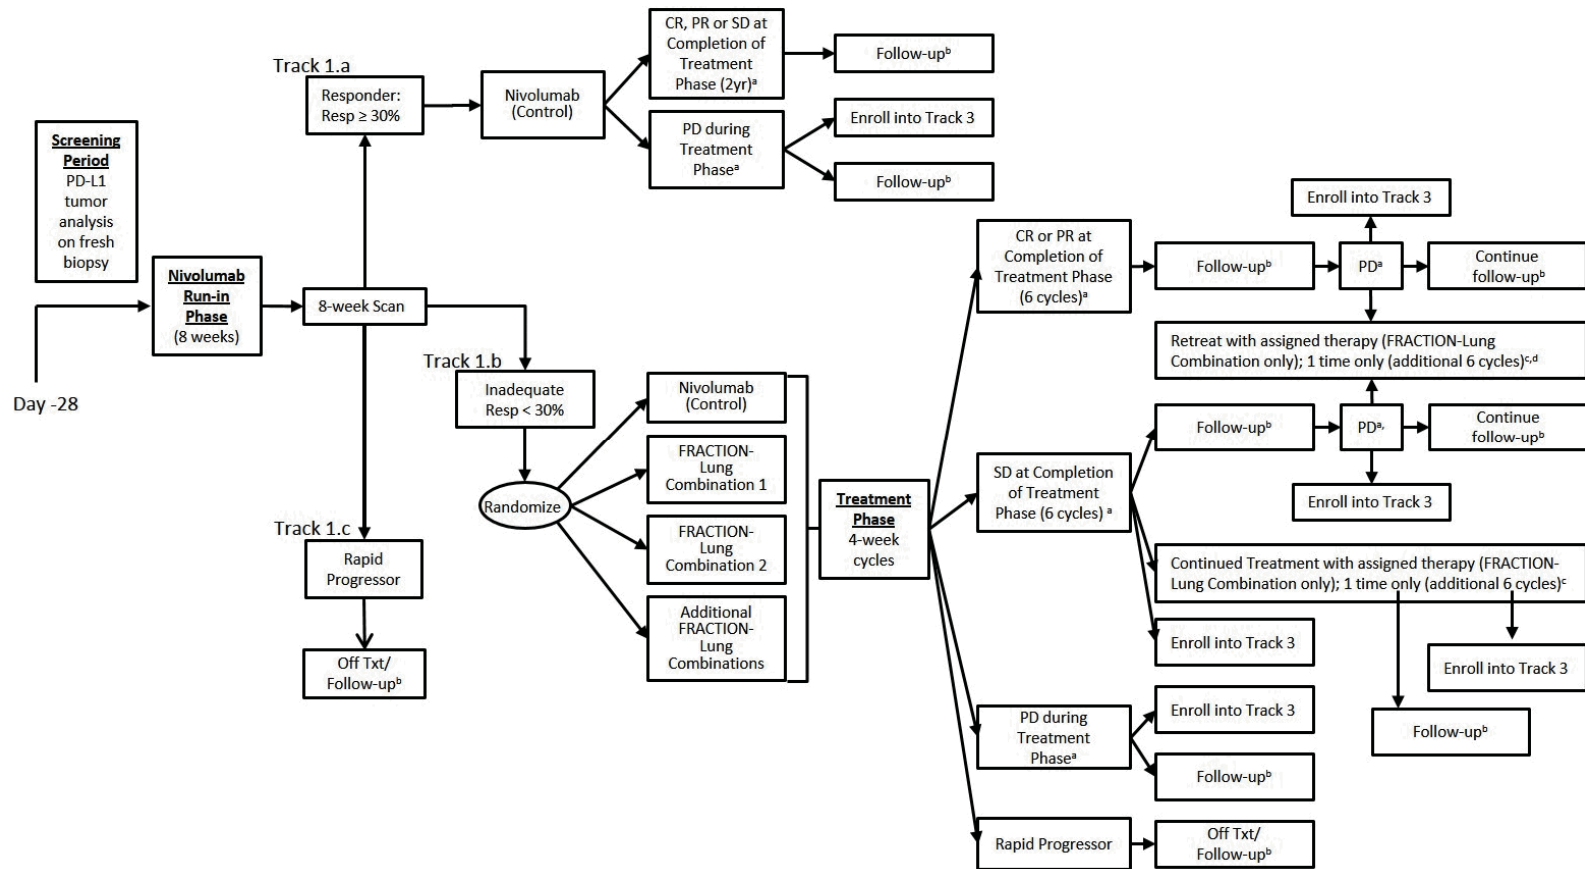 Screening
Period
PD-L1
tumor
analysis
on fresh
biopsy
Day -28
Nivolumab
Run-in
Phase
(8 weeks)
8-week Scan
Track 1.a
Responder:
Resp ≥ 30%
Nivolumab
(Control)
CR, PR or SD at
Completion of
Treatment
Phase (2yr)ᵃ
Follow-upᵇ
PD during
Treatment
Phaseᵃ
Enroll into Track 3
Follow-upᵇ
Track 1.b
Inadequate
Resp < 30%
Randomize
Nivolumab
(Control)
FRACTION-
Lung
Combination 1
FRACTION-
Lung
Combination 2
Additional
FRACTION-
Lung
Combinations
Track 1.c
Rapid
Progressor
Off Txt/
Follow-upᵇ
Treatment
Phase
4-week
cycles
CR or PR at
Completion of
Treatment Phase
(6 cycles)ᵃ
Follow-upᵇ
Enroll into Track 3
PDᵃ
Continue
follow-upᵇ
Retreat with assigned therapy (FRACTION-Lung
Combination only); 1 time only (additional 6 cycles)ᶜ,ᵈ
SD at Completion
of Treatment
Phase (6 cycles) ᵃ
Follow-upᵇ
PDᵃ,
Continue
follow-upᵇ
Enroll into Track 3
Continued Treatment with assigned therapy (FRACTION-
Lung Combination only); 1 time only (additional 6 cycles)ᶜ
Enroll into Track 3
Enroll into Track 3
Follow-upᵇ
PD during
Treatment
Phaseᵃ
Enroll into Track 3
Follow-upᵇ
Rapid Progressor
Off Txt/
Follow-upᵇ